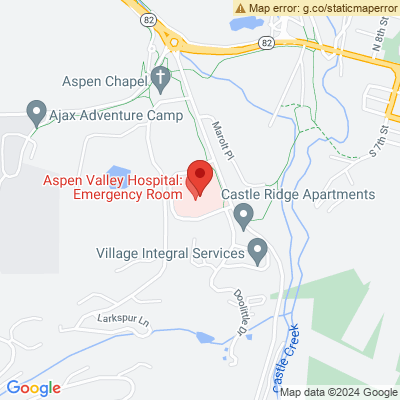 Map error: g.co/staticmaperror
82
82
N 8th St
Aspen Chapel
Ajax Adventure Camp
Marolt Pl
S 7th St
Aspen Valley Hospital:
Emergency Room
Castle Ridge Apartments
Village Integral Services
Doolittle Dr
Larkspur Ln
Castle Creek
Google
Map data ©2024 Google